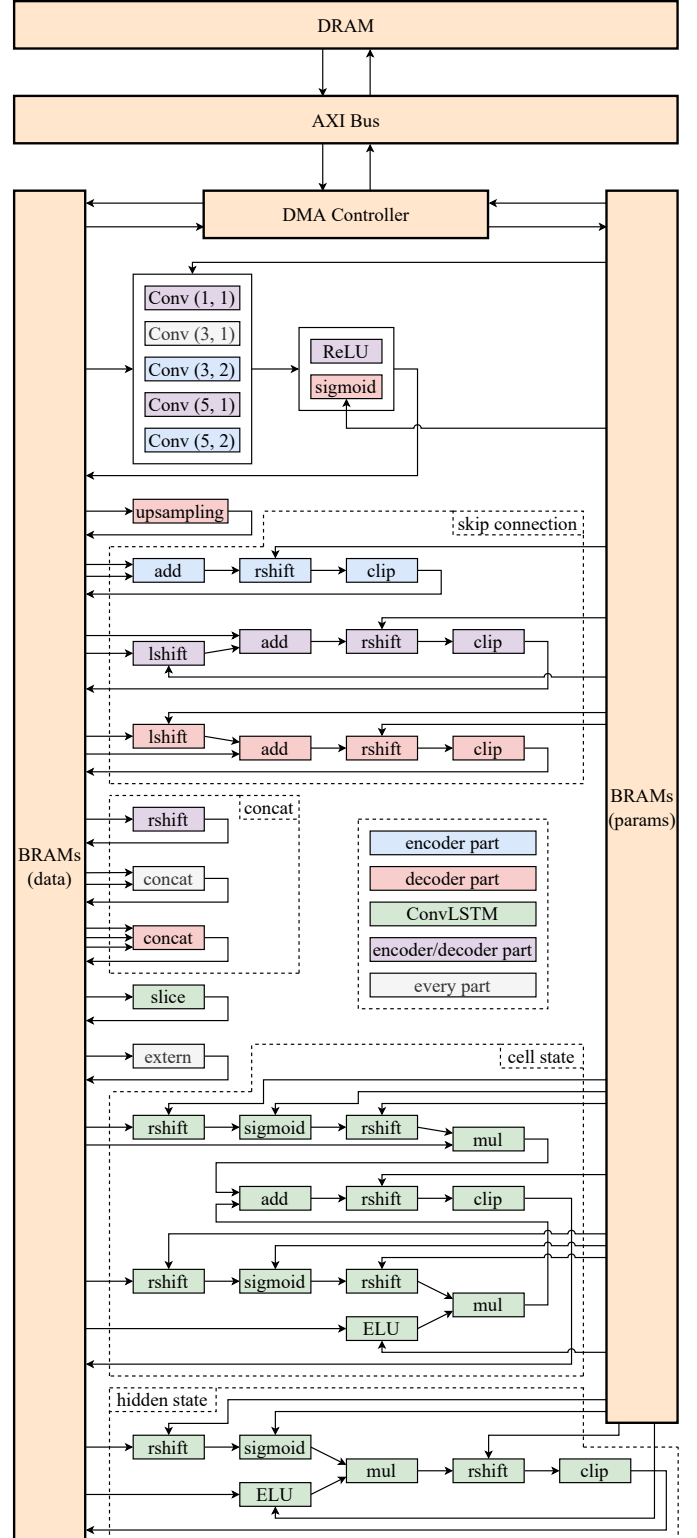 DRAM
AXI Bus
DMA Controller
Conv (1, 1)
Conv (3, 1)
Conv (3, 2)
Conv (5, 1)
Conv (5, 2)
ReLU
sigmoid
upsampling
skip connection
add
rshift
clip
lshift
add
rshift
clip
lshift
add
rshift
clip
BRAMs
(data)
BRAMs
(params)
concat
rshift
concat
concat
encoder part
decoder part
ConvLSTM
encoder/decoder part
every part
slice
extern
cell state
rshift
sigmoid
rshift
mul
add
rshift
clip
rshift
sigmoid
rshift
mul
ELU
hidden state
rshift
sigmoid
mul
rshift
clip
ELU